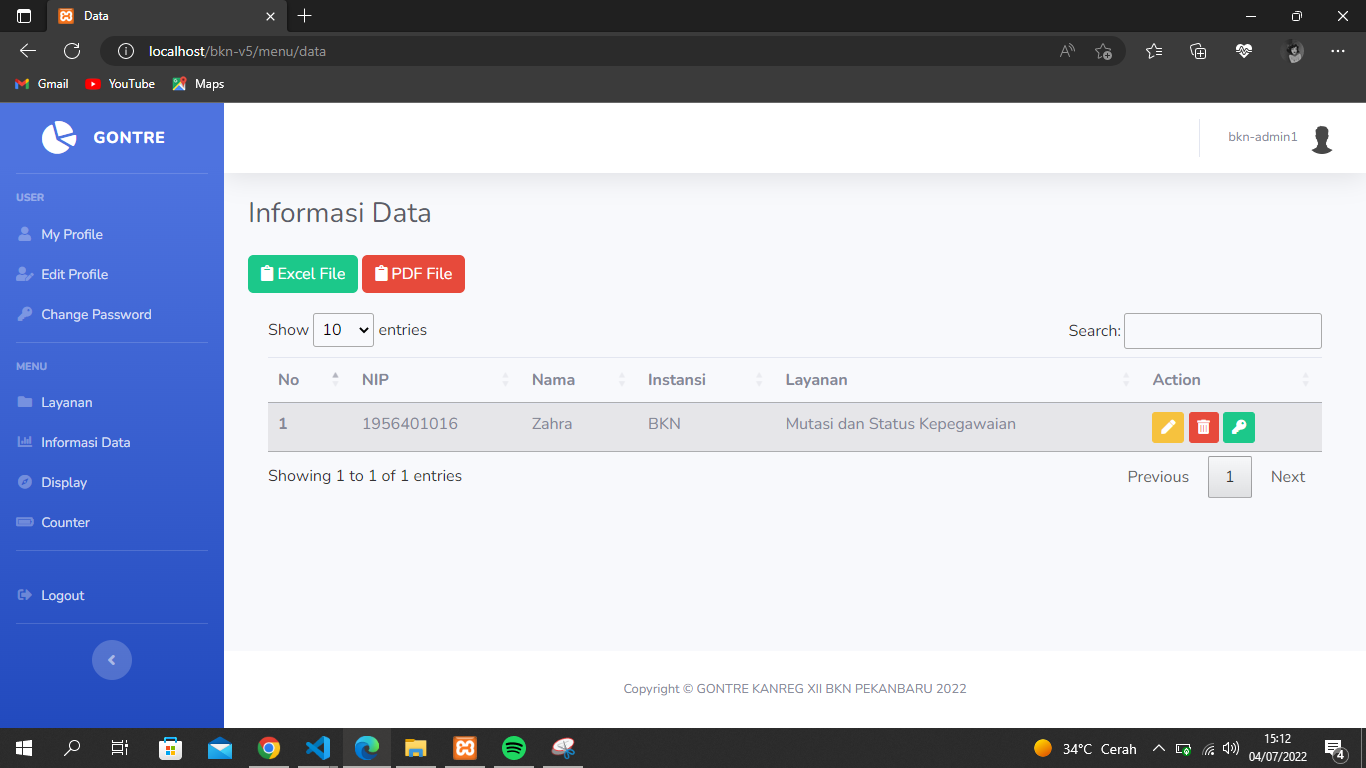 Data
localhost/bkn-v5/menu/data
Gmail YouTube Maps
GONTRE
bkn-admin1
USER
My Profile
Edit Profile
Change Password
MENU
Layanan
Informasi Data
Display
Counter
Logout
Informasi Data
Excel File PDF File
Show 10 entries Search:
No NIP Nama Instansi Layanan Action
1 1956401016 Zahra BKN Mutasi dan Status Kepegawaian
Showing 1 to 1 of 1 entries Previous 1 Next
Copyright © GONTRE KANREG XII BKN PEKANBARU 2022
34°C Cerah 15:12
04/07/2022 4